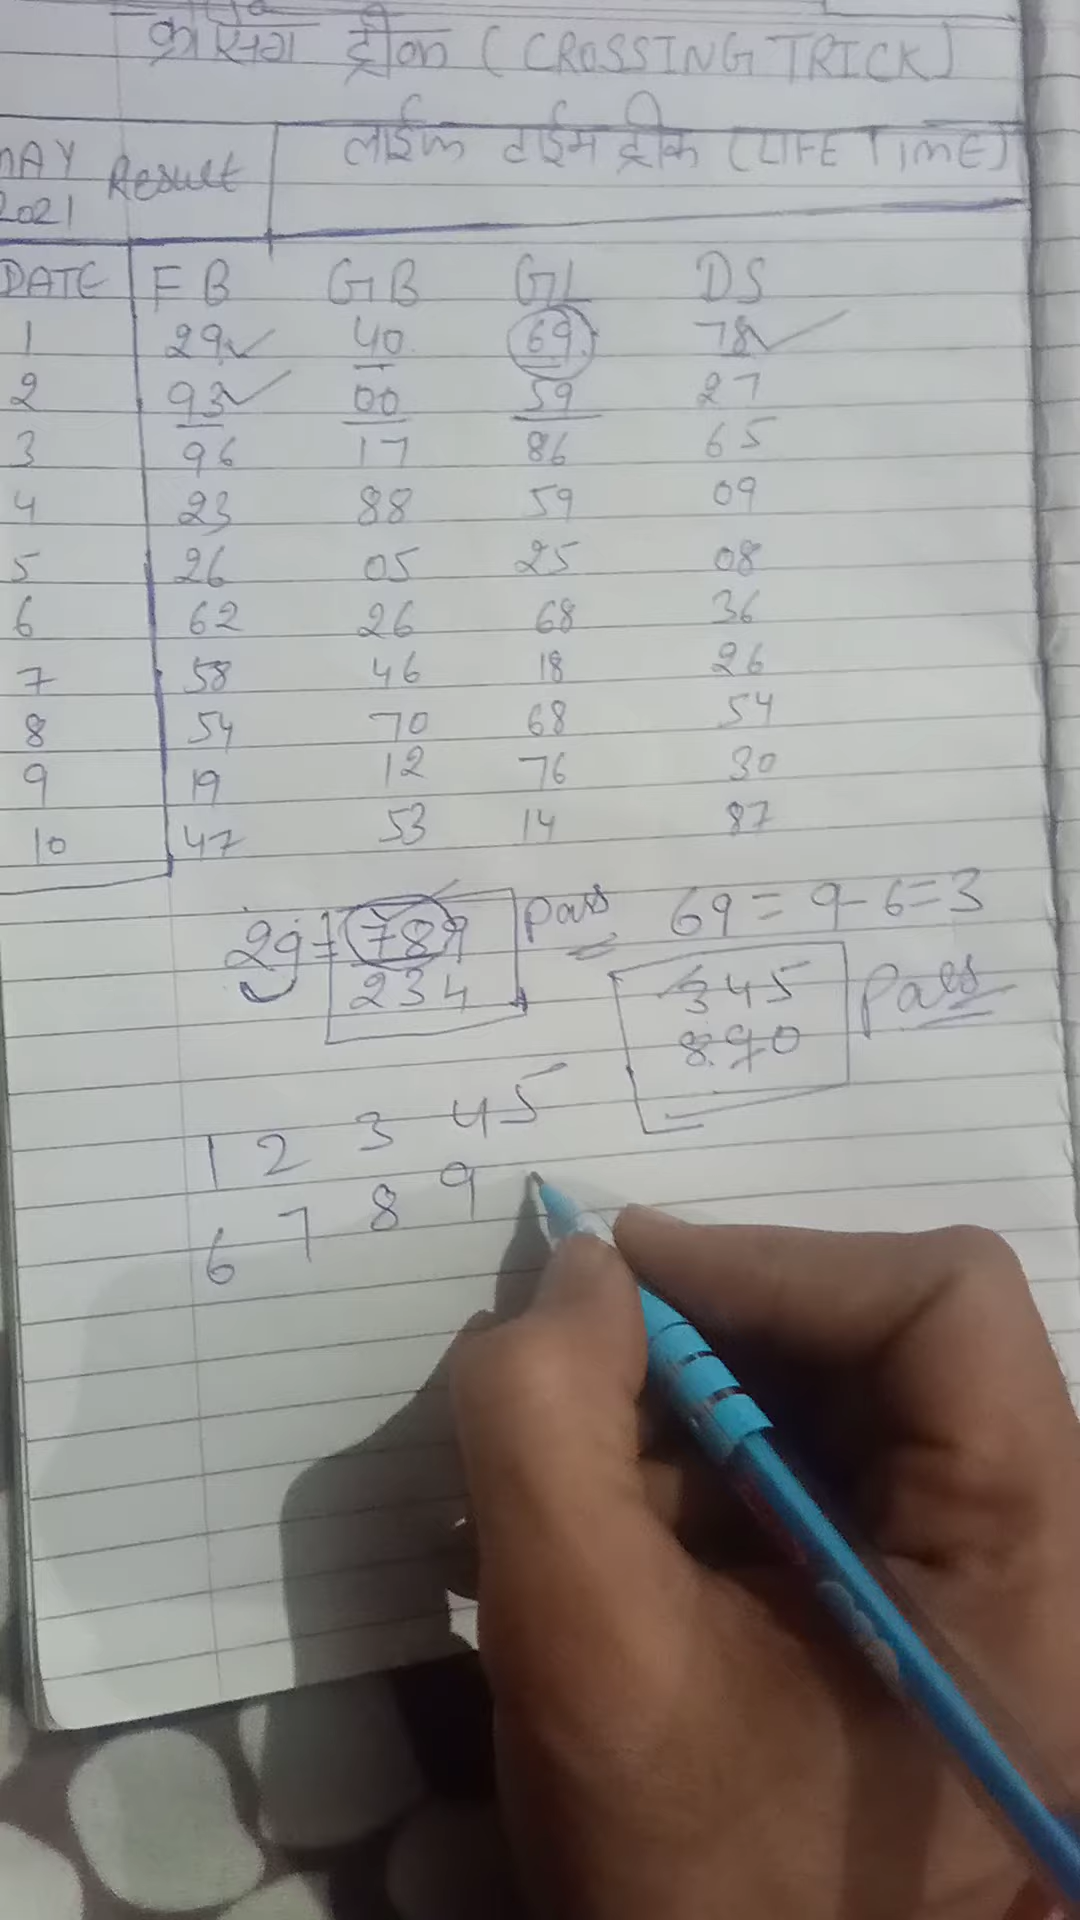 क्रोसिंग ट्रीक (CROSSING TRICK)
लाईफ टाईम ट्रीक (LIFE TIME)
MAY 2021 Result
DATE FB GB GL DS
1 29 40 69 78
2 93 00 59 27
3 96 17 86 65
4 23 88 59 09
5 26 05 25 08
6 62 26 68 36
7 58 46 18 26
8 54 70 68 54
9 19 12 76 30
10 47 53 14 87
29=7 789 Pass 69=9-6=3
234 345 Pass
890
1 2 3 4 5
6 7 8 9